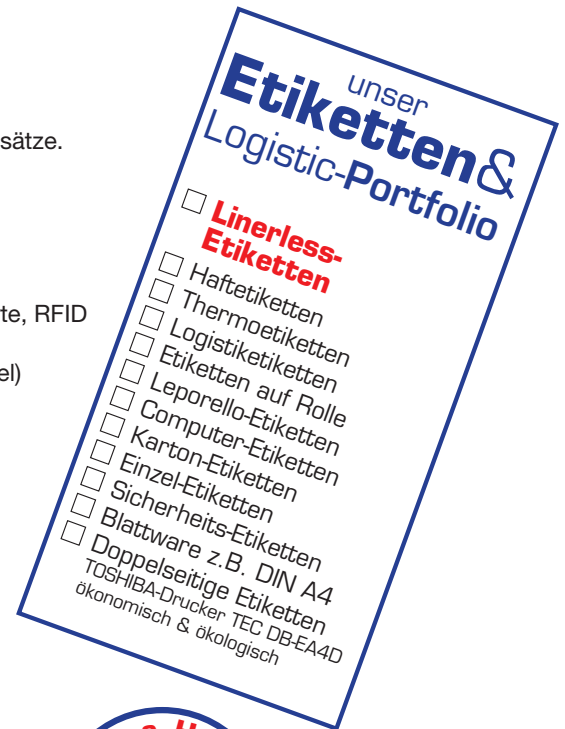 sätze.
te, RFID
el)
unser
Etiketten&
Logistic-Portfolio
☐ Linerless-
Etiketten
☐ Haftetiketten
☐ Thermoetiketten
☐ Logistiketiketten
☐ Etiketten auf Rolle
☐ Leporello-Etiketten
☐ Computer-Etiketten
☐ Karton-Etiketten
☐ Einzel-Etiketten
☐ Sicherheits-Etiketten
☐ Blattware z.B. DIN A4
☐ Doppelseitige Etiketten
TOSHIBA-Drucker TEC DB-EA4D
ökonomisch & ökologisch